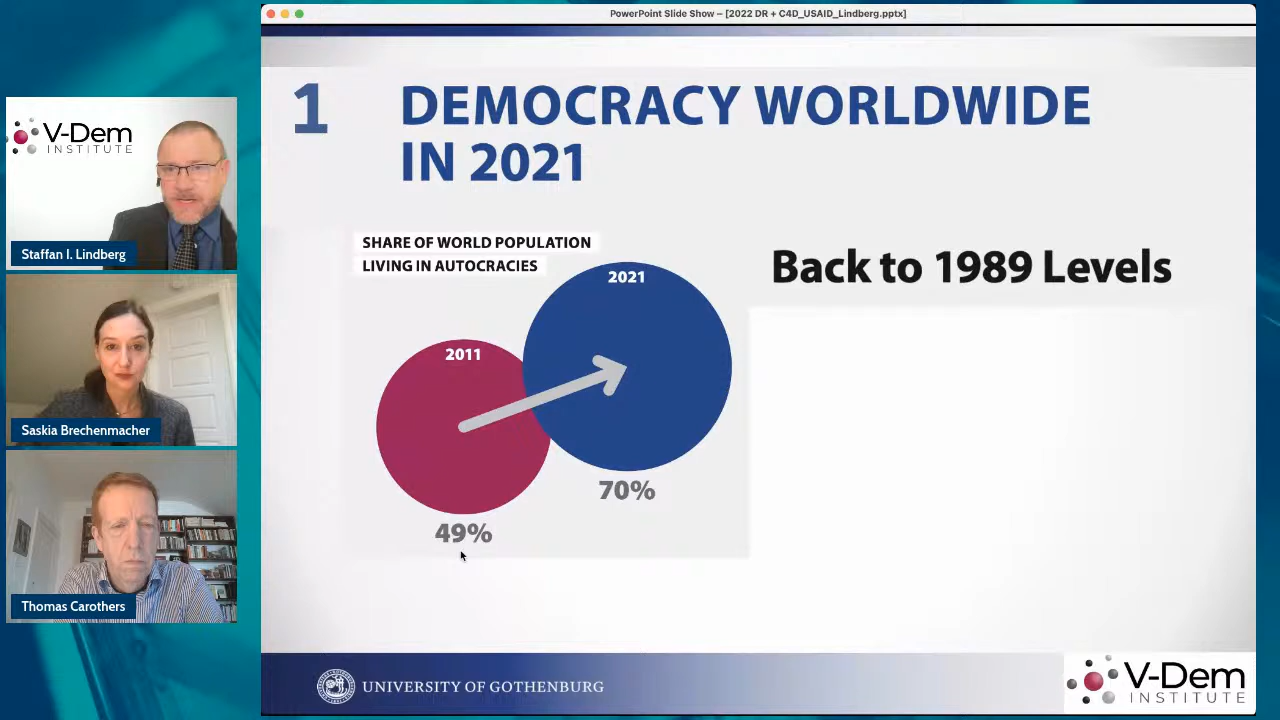 PowerPoint Slide Show – [2022 DR + C4D_USAID_Lindberg.pptx]
V-Dem
INSTITUTE
Staffan I. Lindberg
Saskia Brechenmacher
Thomas Carothers
1
DEMOCRACY WORLDWIDE
IN 2021
SHARE OF WORLD POPULATION
LIVING IN AUTOCRACIES
2021
2011
70%
49%
Back to 1989 Levels
UNIVERSITY OF GOTHENBURG
V-Dem
INSTITUTE